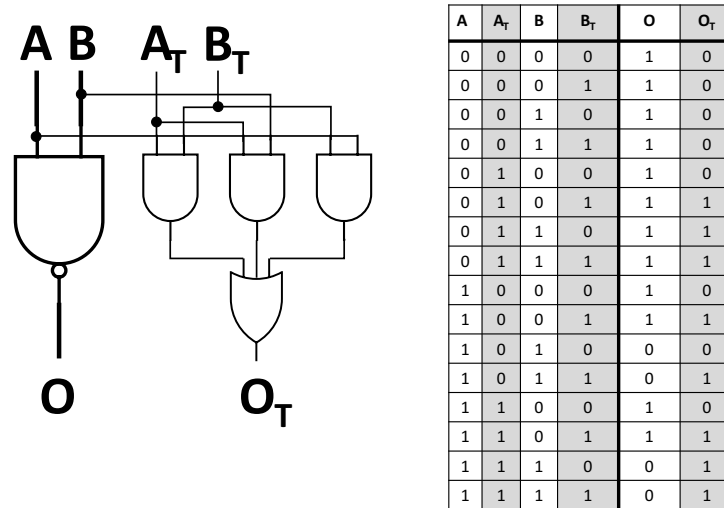 A B A_T B_T
O O_T
A A_T B B_T O O_T
0 0 0 0 1 0
0 0 0 1 1 0
0 0 1 0 1 0
0 0 1 1 1 0
0 1 0 0 1 0
0 1 0 1 1 1
0 1 1 0 1 1
0 1 1 1 1 1
1 0 0 0 1 0
1 0 0 1 1 1
1 0 1 0 0 0
1 0 1 1 0 1
1 1 0 0 1 0
1 1 0 1 1 1
1 1 1 0 0 1
1 1 1 1 0 1